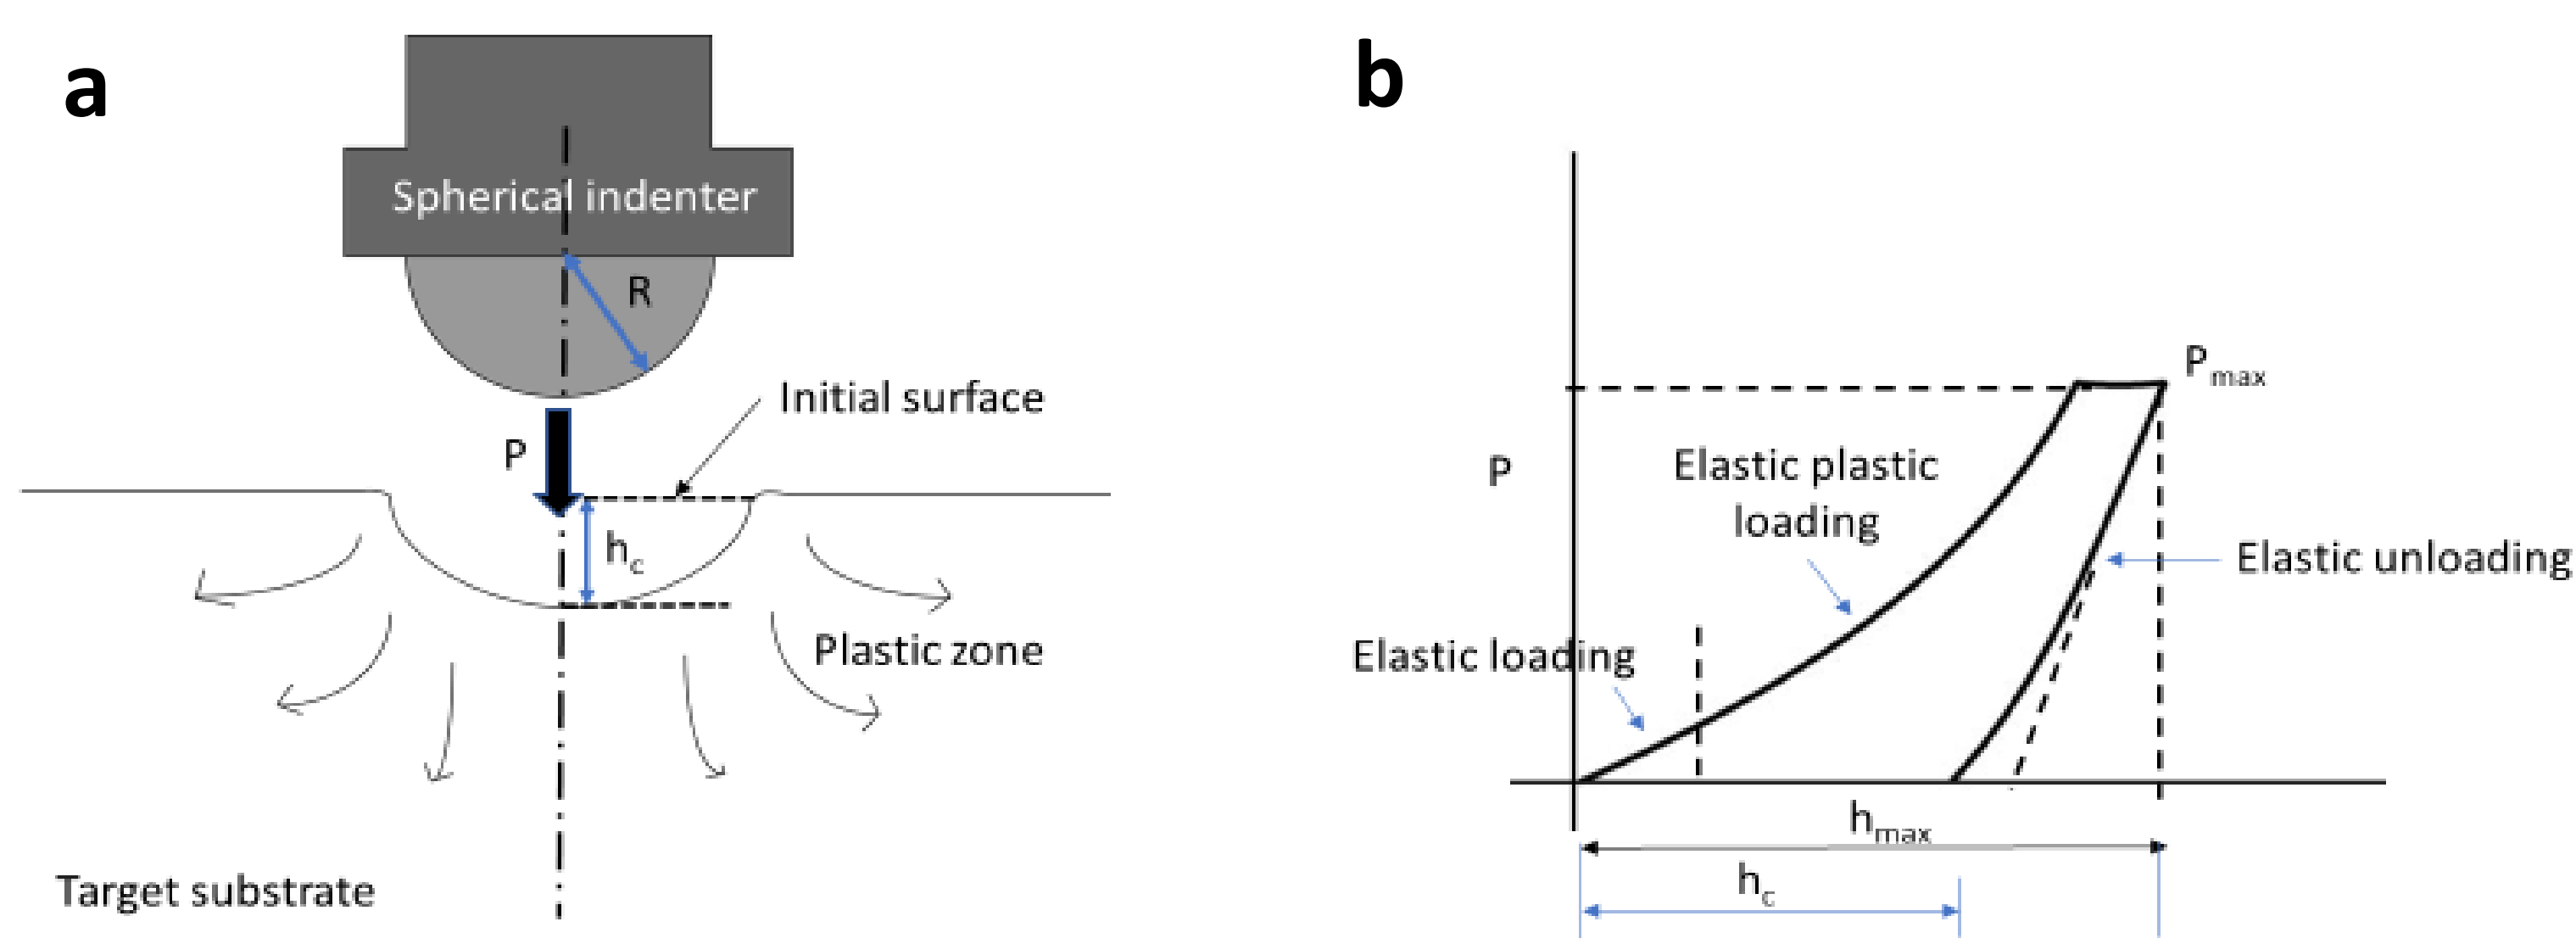 a
Spherical indenter
R
Initial surface
P
hc
Plastic zone
Target substrate
b
Pmax
P
Elastic plastic
loading
Elastic unloading
Elastic loading
hmax
hc